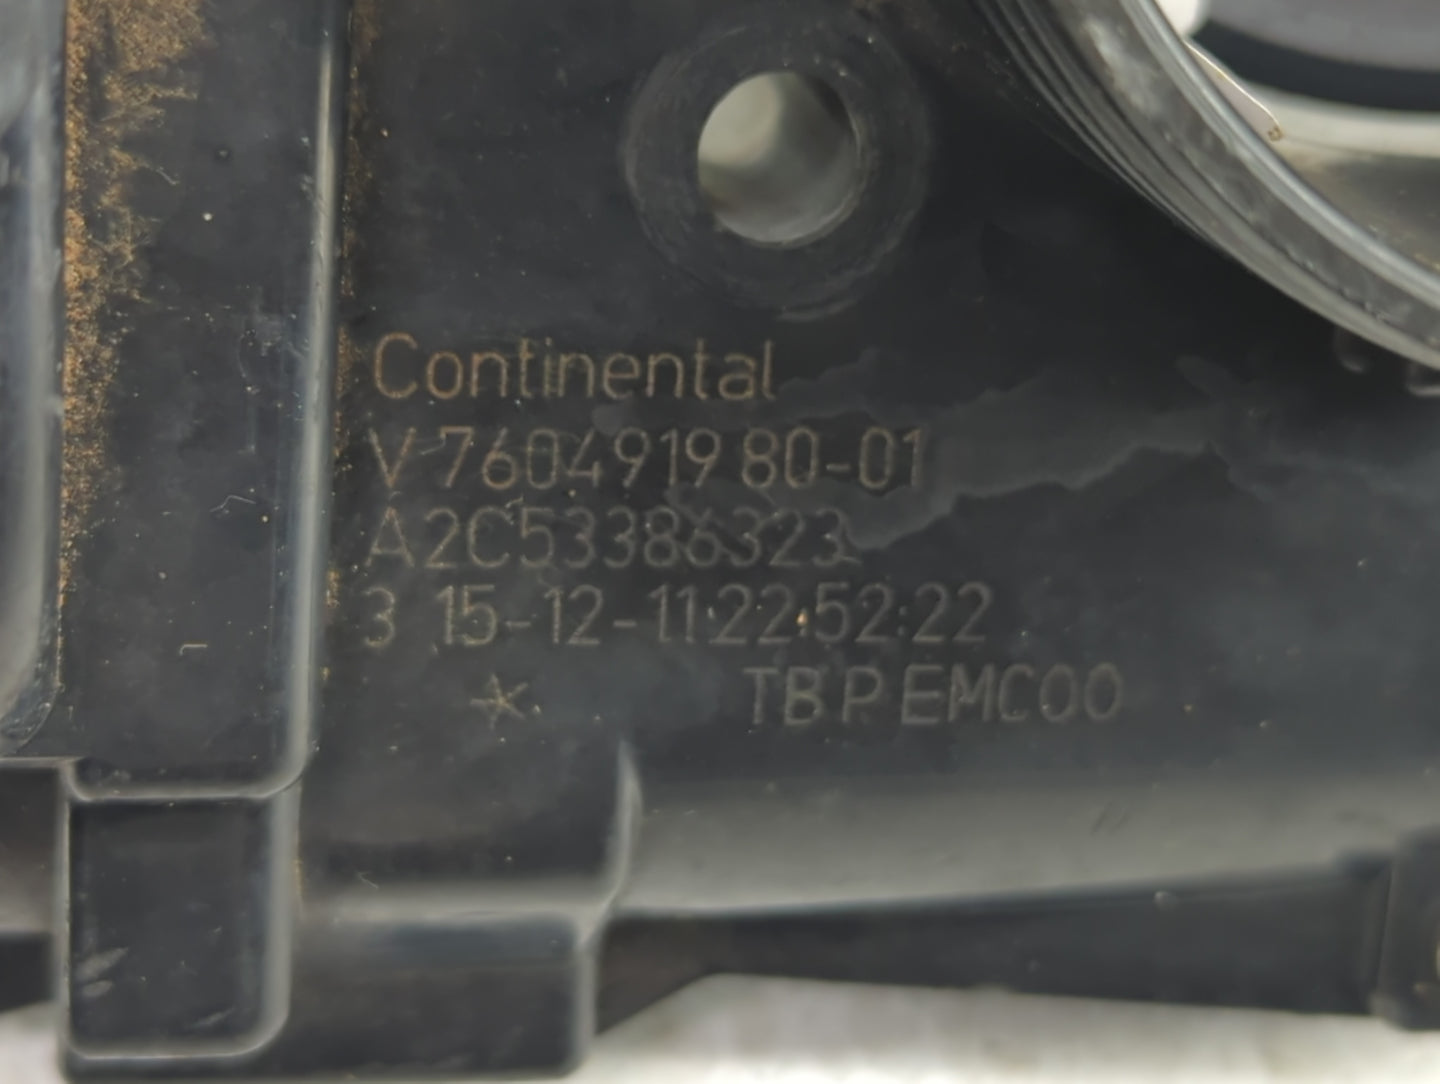 Continental
V 7604919 80-01
A2C53386323
3 15-12-11 22:52:22
* TB P EMC00